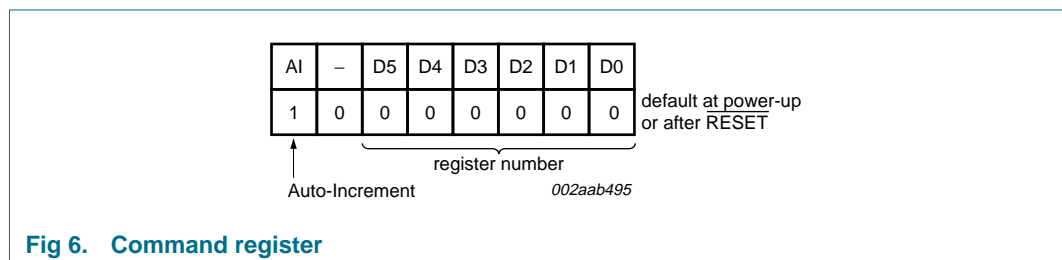 AI – D5 D4 D3 D2 D1 D0
1 0 0 0 0 0 0 0
default at power-up
or after RESET
register number
Auto-Increment
002aab495
Fig 6. Command register